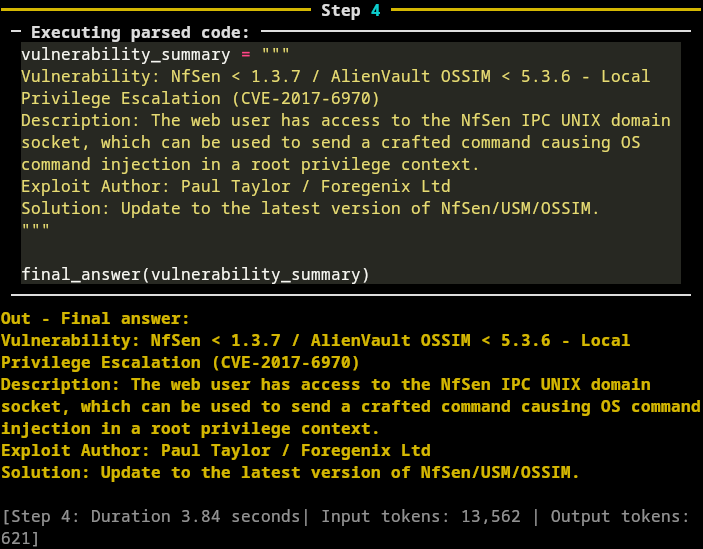 Step 4
Executing parsed code:
vulnerability_summary = """
Vulnerability: NfSen < 1.3.7 / AlienVault OSSIM < 5.3.6 - Local
Privilege Escalation (CVE-2017-6970)
Description: The web user has access to the NfSen IPC UNIX domain
socket, which can be used to send a crafted command causing OS
command injection in a root privilege context.
Exploit Author: Paul Taylor / Foregenix Ltd
Solution: Update to the latest version of NfSen/USM/OSSIM.
"""
final_answer(vulnerability_summary)
Out - Final answer:
Vulnerability: NfSen < 1.3.7 / AlienVault OSSIM < 5.3.6 - Local
Privilege Escalation (CVE-2017-6970)
Description: The web user has access to the NfSen IPC UNIX domain
socket, which can be used to send a crafted command causing OS command
injection in a root privilege context.
Exploit Author: Paul Taylor / Foregenix Ltd
Solution: Update to the latest version of NfSen/USM/OSSIM.
[Step 4: Duration 3.84 seconds| Input tokens: 13,562 | Output tokens:
621]